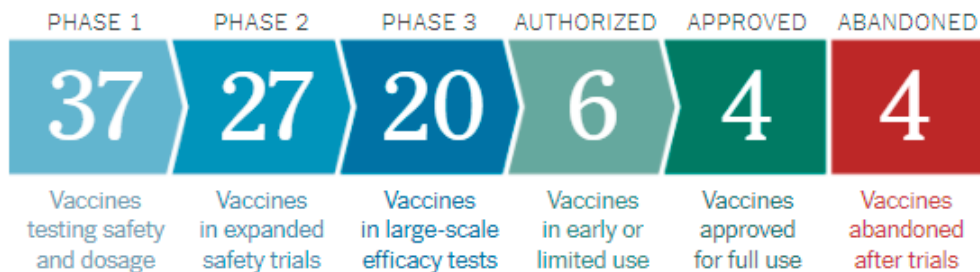 PHASE 1 PHASE 2 PHASE 3 AUTHORIZED APPROVED ABANDONED
37 27 20 6 4 4
Vaccines Vaccines Vaccines Vaccines Vaccines Vaccines
testing safety in expanded in large-scale in early or approved abandoned
and dosage safety trials efficacy tests limited use for full use after trials